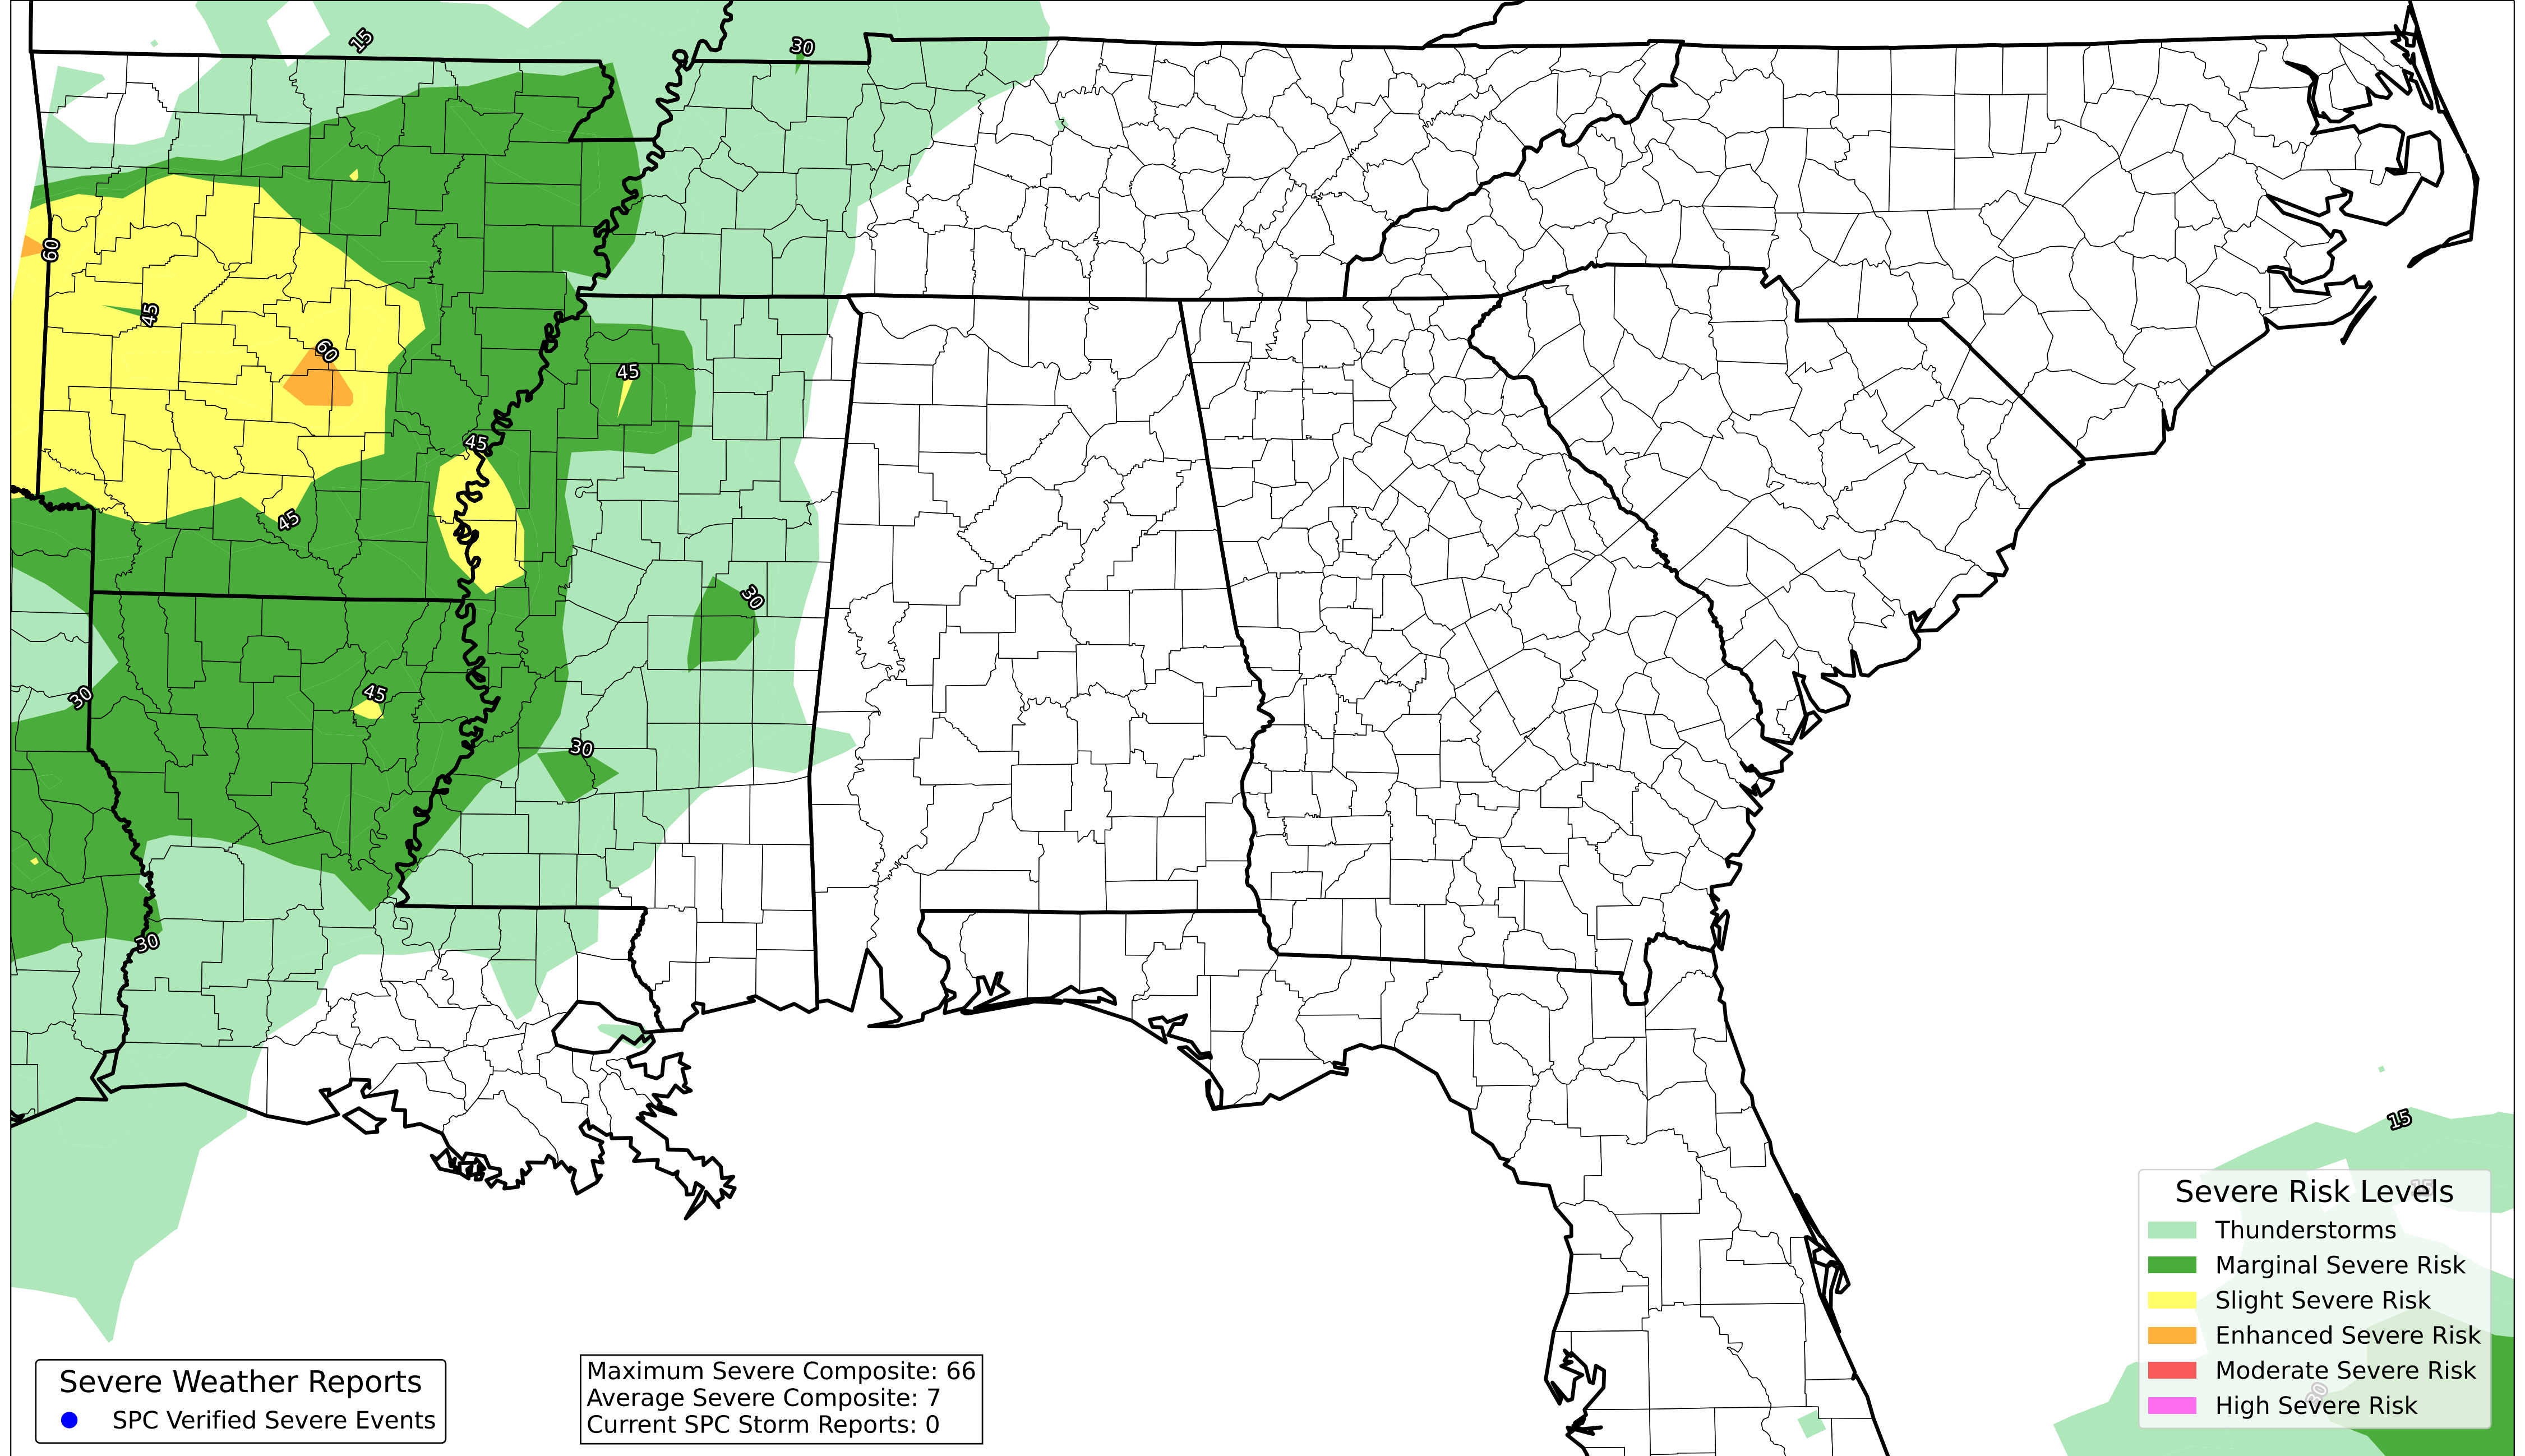 15
30
60
45
60
45
45
45
30
45
30
30
30
15
15
Severe Risk Levels
Thunderstorms
Marginal Severe Risk
Slight Severe Risk
Enhanced Severe Risk
Moderate Severe Risk
High Severe Risk
30
Severe Weather Reports
SPC Verified Severe Events
Maximum Severe Composite: 66
Average Severe Composite: 7
Current SPC Storm Reports: 0